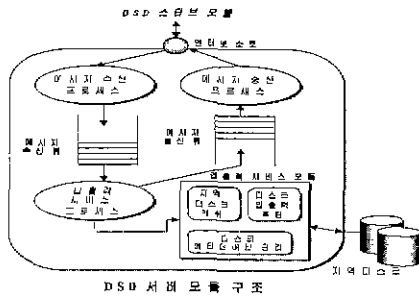 DSD 스터브 모듈
인터넷소켓
메시지 수신
프로세스
메시지 송신
프로세스
메시지
수신 큐
메시지
송신 큐
입출력
서비스
프로세스
입출력 서비스 모듈
지역
디스크
캐쉬
디스크
입출력
루틴
디스크
메타데이터 관리
지역디스크
DSD 서버 모듈 구조